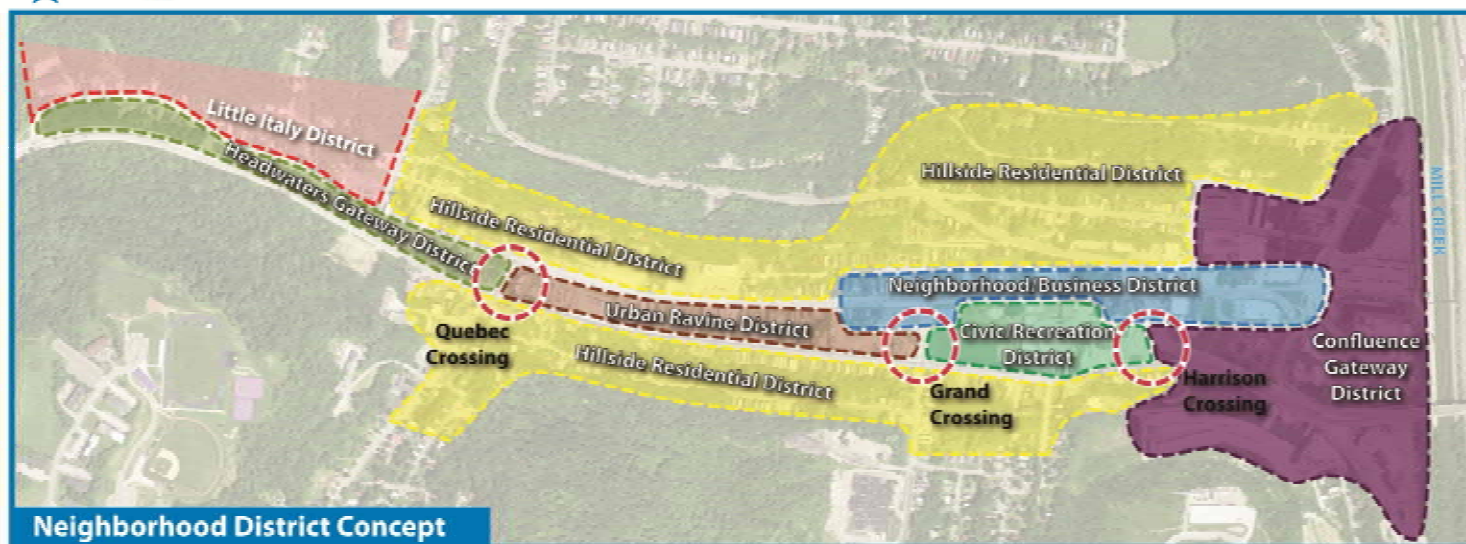 Little Italy District
Headwaters Gateway District
Hillside Residential District
Hillside Residential District
MILL CREEK
Neighborhood/Business District
Urban Ravine District
Civic/Recreation
District
Quebec
Crossing
Hillside Residential District
Grand
Crossing
Harrison
Crossing
Confluence
Gateway
District
Neighborhood District Concept